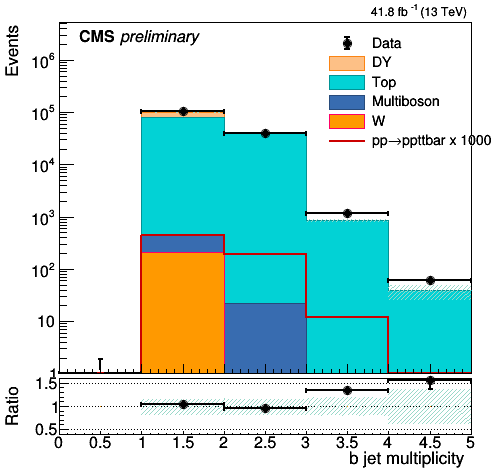 41.8 fb⁻¹ (13 TeV)
CMS preliminary
Events
Data
DY
Top
Multiboson
W
pp→ppttbar x 1000
10⁶
10⁵
10⁴
10³
10²
10
1
Ratio
1.5
1
0.5
0 0.5 1 1.5 2 2.5 3 3.5 4 4.5 5
b jet multiplicity